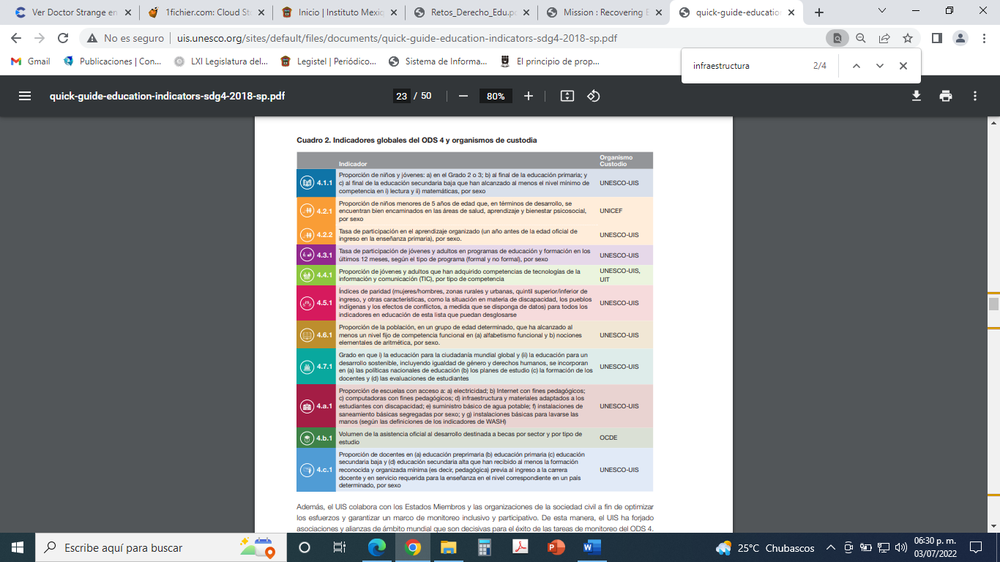 Ver Doctor Strange en
1fichier.com: Cloud St
Inicio | Instituto Mexiq
Retos_Derecho_Edu.p
Mission : Recovering E
quick-guide-education
No es seguro
uis.unesco.org/sites/default/files/documents/quick-guide-education-indicators-sdg4-2018-sp.pdf
Gmail
Publicaciones | Con...
LXI Legislatura del...
Legistel | Periódico...
Sistema de Informa...
El principio de prop...
infraestructura
2/4
quick-guide-education-indicators-sdg4-2018-sp.pdf
23 / 50
80%
Cuadro 2. Indicadores globales del ODS 4 y organismos de custodia
Indicador
Organismo
Custodio
4.1.1
Proporción de niños y jóvenes: a) en el Grado 2 o 3; b) al final de la educación primaria; y
c) al final de la educación secundaria baja que han alcanzado al menos el nivel mínimo de
competencia en i) lectura y ii) matemáticas, por sexo
UNESCO-UIS
4.2.1
Proporción de niños menores de 5 años de edad que, en términos de desarrollo, se
encuentran bien encaminados en las áreas de salud, aprendizaje y bienestar psicosocial,
por sexo
UNICEF
4.2.2
Tasa de participación en el aprendizaje organizado (un año antes de la edad oficial de
ingreso en la enseñanza primaria), por sexo.
UNESCO-UIS
4.3.1
Tasa de participación de jóvenes y adultos en programas de educación y formación en los
últimos 12 meses, según el tipo de programa (formal y no formal), por sexo
UNESCO-UIS
4.4.1
Proporción de jóvenes y adultos que han adquirido competencias de tecnologías de la
información y comunicación (TIC), por tipo de competencia
UNESCO-UIS,
UIT
4.5.1
Índices de paridad (mujeres/hombres, zonas rurales y urbanas, quintil superior/inferior de
ingreso, y otras características, como la situación en materia de discapacidad, los pueblos
indígenas y los efectos de conflictos, a medida que se disponga de datos) para todos los
indicadores en educación de esta lista que puedan desglosarse
UNESCO-UIS
4.6.1
Proporción de la población, en un grupo de edad determinado, que ha alcanzado al
menos un nivel fijo de competencia funcional en (a) alfabetismo funcional y b) nociones
elementales de aritmética, por sexo.
UNESCO-UIS
4.7.1
Grado en que i) la educación para la ciudadanía mundial global y (ii) la educación para un
desarrollo sostenible, incluyendo igualdad de género y derechos humanos, se incorporan
en (a) las políticas nacionales de educación (b) los planes de estudio (c) la formación de los
docentes y (d) las evaluaciones de estudiantes
UNESCO-UIS
4.a.1
Proporción de escuelas con acceso a: a) electricidad; b) Internet con fines pedagógicos;
c) computadoras con fines pedagógicos; d) infraestructura y materiales adaptados a los
estudiantes con discapacidad; e) suministro básico de agua potable; f) instalaciones de
saneamiento básicas segregadas por sexo; y g) instalaciones básicas para lavarse las
manos (según las definiciones de los indicadores de WASH)
UNESCO-UIS
4.b.1
Volumen de la asistencia oficial al desarrollo destinada a becas por sector y por tipo de
estudio
OCDE
4.c.1
Proporción de docentes en (a) educación preprimaria (b) educación primaria (c) educación
secundaria baja y (d) educación secundaria alta que han recibido al menos la formación
reconocida y organizada mínima (es decir, pedagógica) previa al ingreso a la carrera
docente y en servicio requerida para la enseñanza en el nivel correspondiente en un país
determinado, por sexo
UNESCO-UIS
Además, el UIS colabora con los Estados Miembros y las organizaciones de la sociedad civil a fin de optimizar
los esfuerzos y garantizar un marco de monitoreo inclusivo y participativo. De esta manera, el UIS ha forjado
asociaciones y alianzas de ámbito mundial que son decisivas para el éxito de las tareas de monitoreo del ODS 4.
Escribe aquí para buscar
25°C Chubascos
06:30 p. m.
03/07/2022